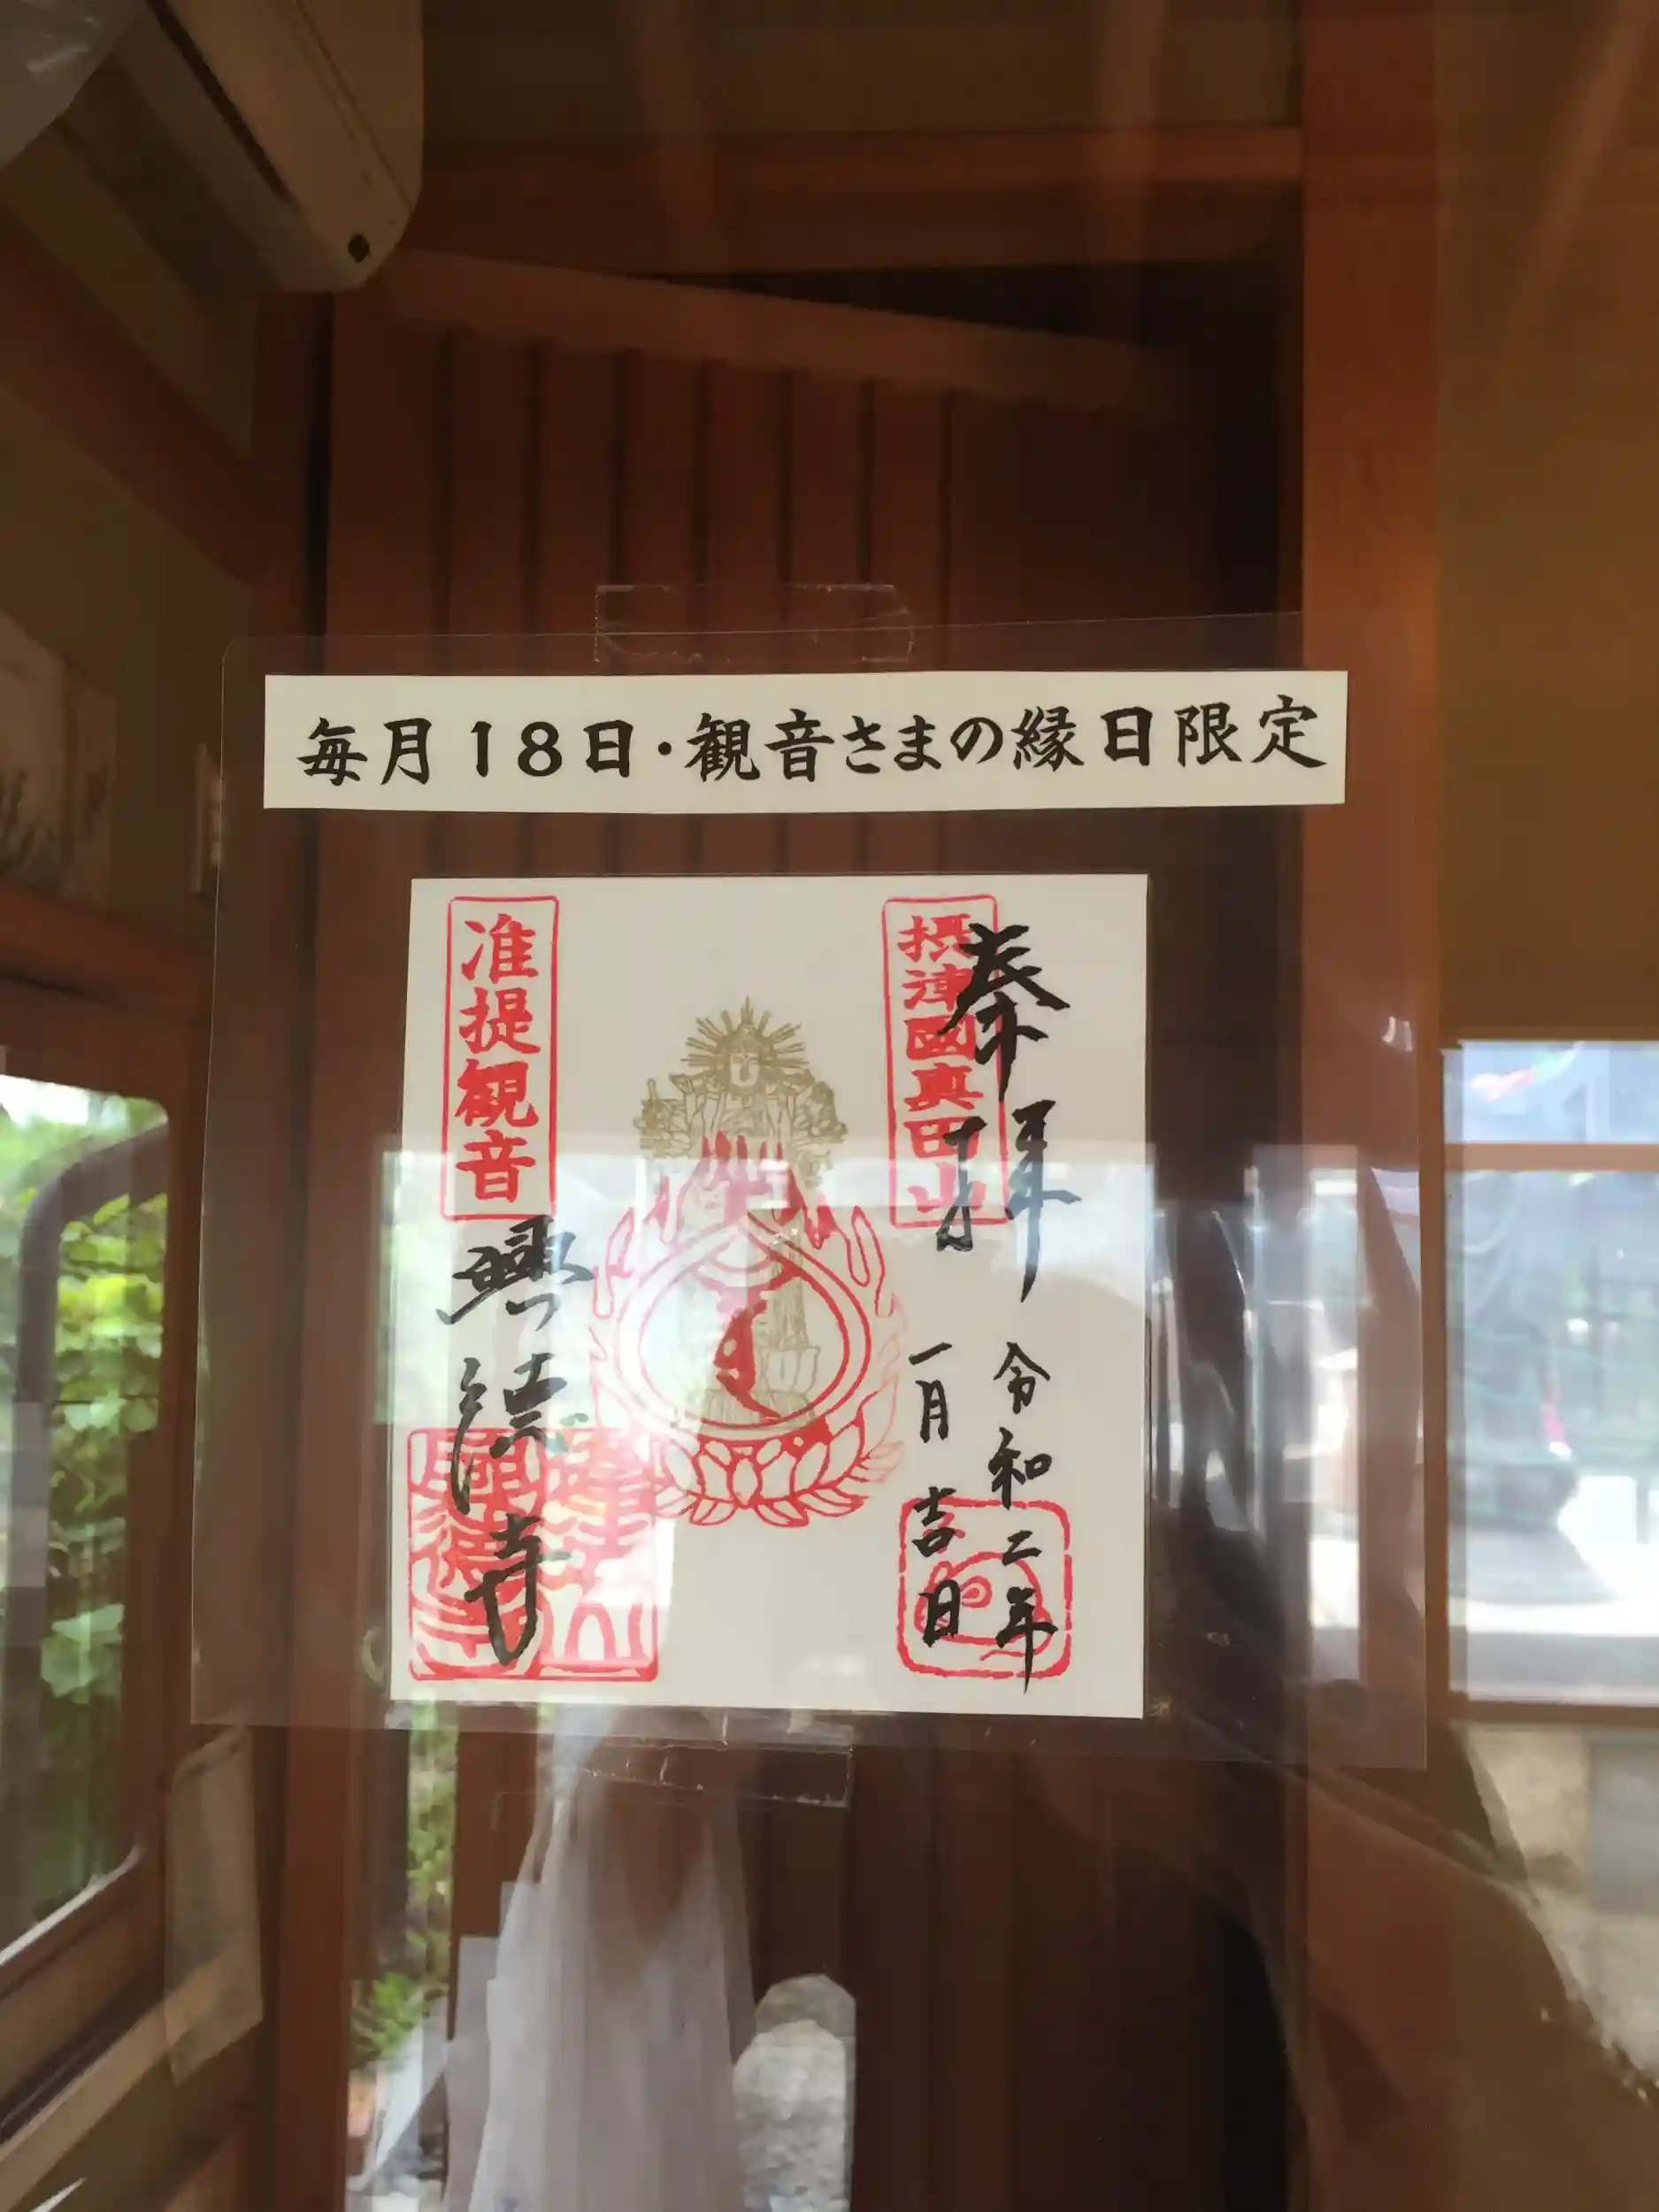 毎月18日・観音さまの縁日限定
奉拝
摂津國真田山
令和二年
一月吉日
准提観音
興徳寺